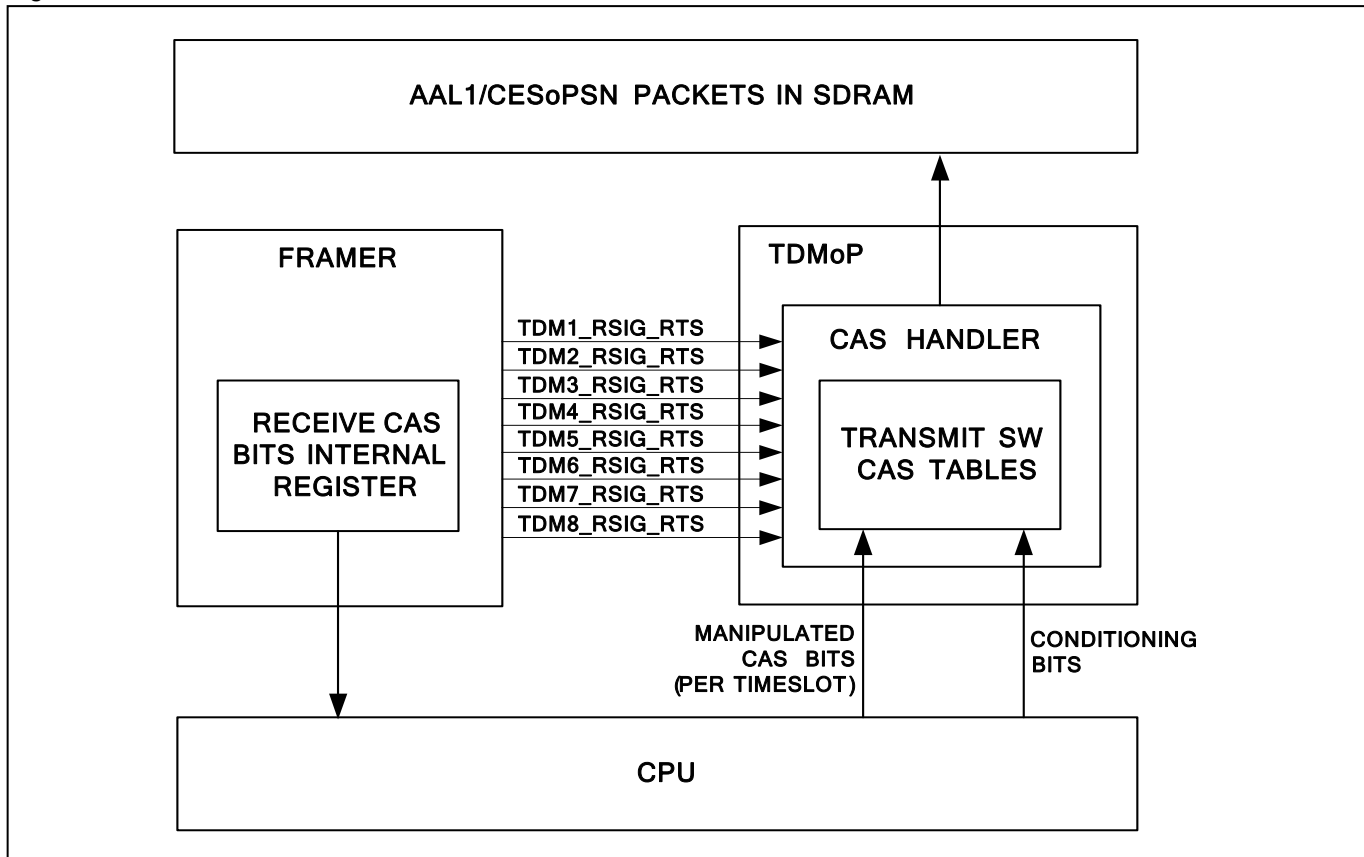 AAL1/CESoPSN PACKETS IN SDRAM
FRAMER
TDMoP
TDM1_RSIG_RTS
TDM2_RSIG_RTS
TDM3_RSIG_RTS
TDM4_RSIG_RTS
TDM5_RSIG_RTS
TDM6_RSIG_RTS
TDM7_RSIG_RTS
TDM8_RSIG_RTS
CAS HANDLER
RECEIVE CAS
BITS INTERNAL
REGISTER
TRANSMIT SW
CAS TABLES
MANIPULATED
CAS BITS
(PER TIMESLOT)
CONDITIONING
BITS
CPU